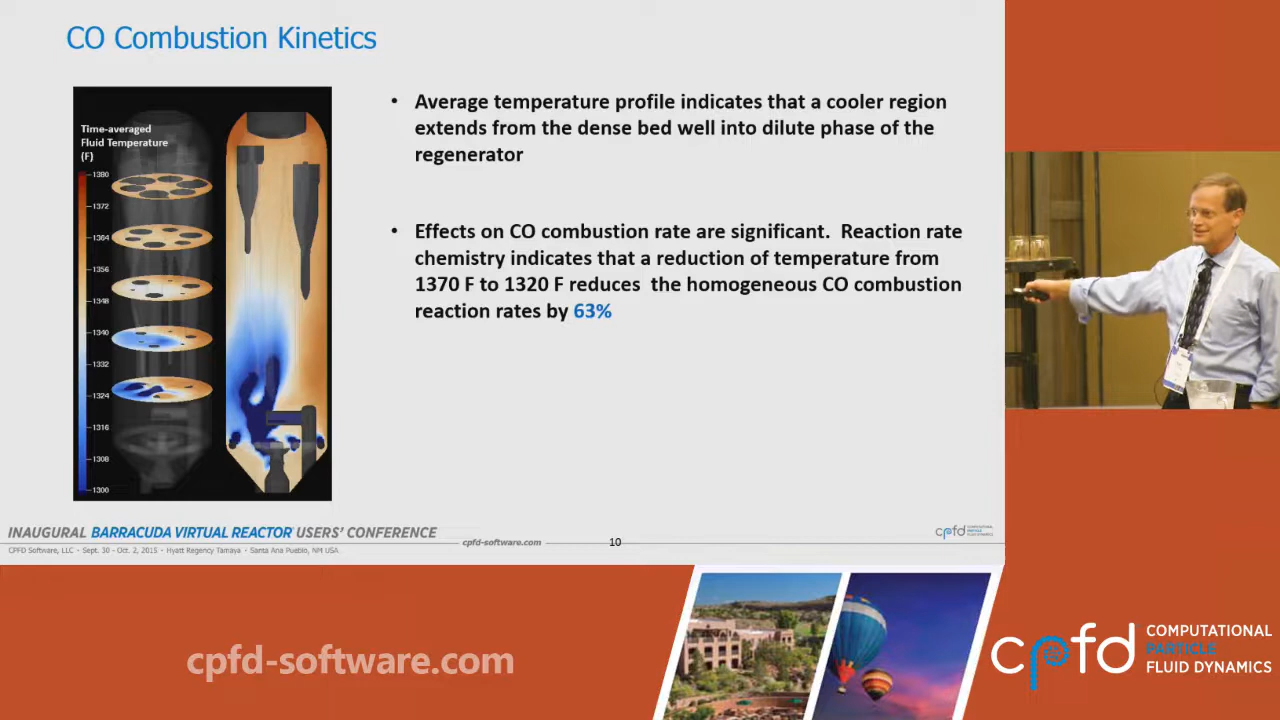 CO Combustion Kinetics
Time-averaged
Fluid Temperature
(F)
1380
1372
1364
1356
1348
1340
1332
1324
1316
1308
1300
• Average temperature profile indicates that a cooler region
extends from the dense bed well into dilute phase of the
regenerator
• Effects on CO combustion rate are significant. Reaction rate
chemistry indicates that a reduction of temperature from
1370 F to 1320 F reduces the homogeneous CO combustion
reaction rates by 63%
INAUGURAL BARRACUDA VIRTUAL REACTOR USERS' CONFERENCE
CPFD Software, LLC • Sept. 30 - Oct. 2, 2015 • Hyatt Regency Tamaya • Santa Ana Pueblo, NM USA
cpfd-software.com
10
cpfd
COMPUTATIONAL
PARTICLE
FLUID DYNAMICS
cpfd-software.com
cpfd
COMPUTATIONAL
PARTICLE
FLUID DYNAMICS